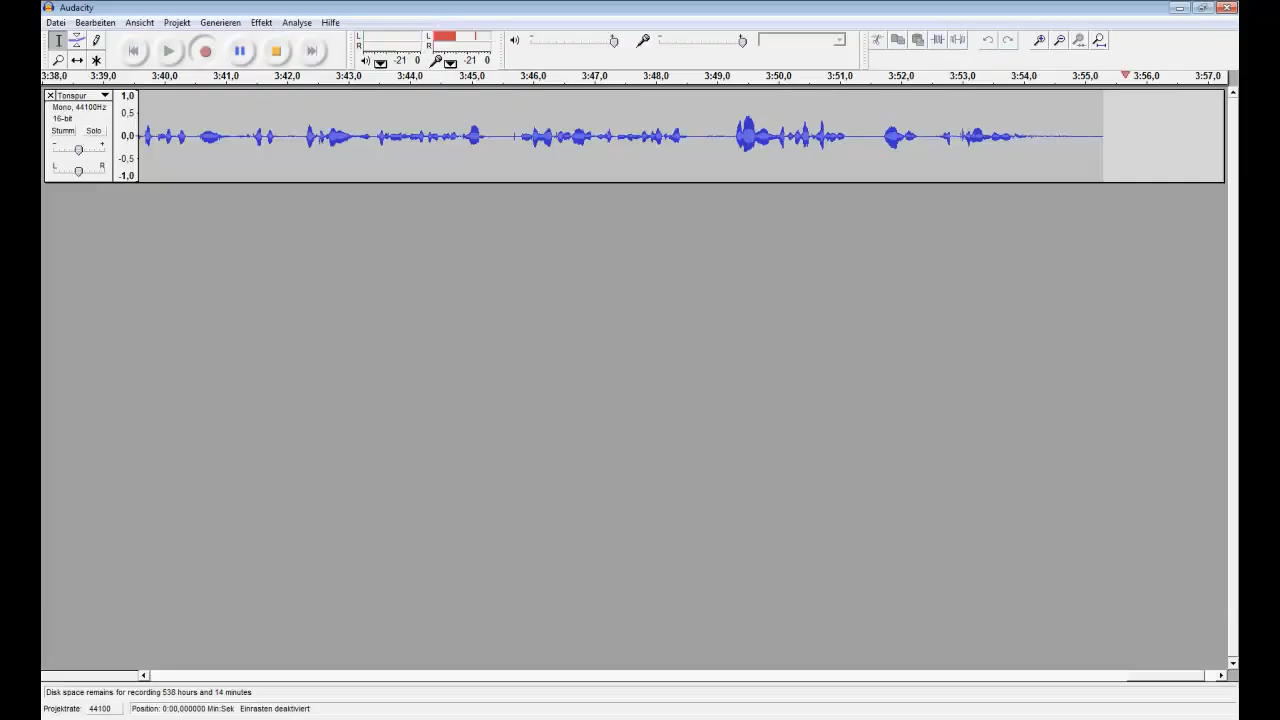 Audacity
Datei Bearbeiten Ansicht Projekt Generieren Effekt Analyse Hilfe
L L
R R
-21 0 -21 0
3:38,0 3:39,0 3:40,0 3:41,0 3:42,0 3:43,0 3:44,0 3:45,0 3:46,0 3:47,0 3:48,0 3:49,0 3:50,0 3:51,0 3:52,0 3:53,0 3:54,0 3:55,0 3:56,0 3:57,0
Tonspur 1,0
Mono, 44100Hz 0,5
16-bit
Stumm Solo 0,0
- +
-0,5
L R
-1,0
Disk space remains for recording 538 hours and 14 minutes
Projektrate: 44100 Position: 0:00,000000 Min:Sek Einrasten deaktiviert